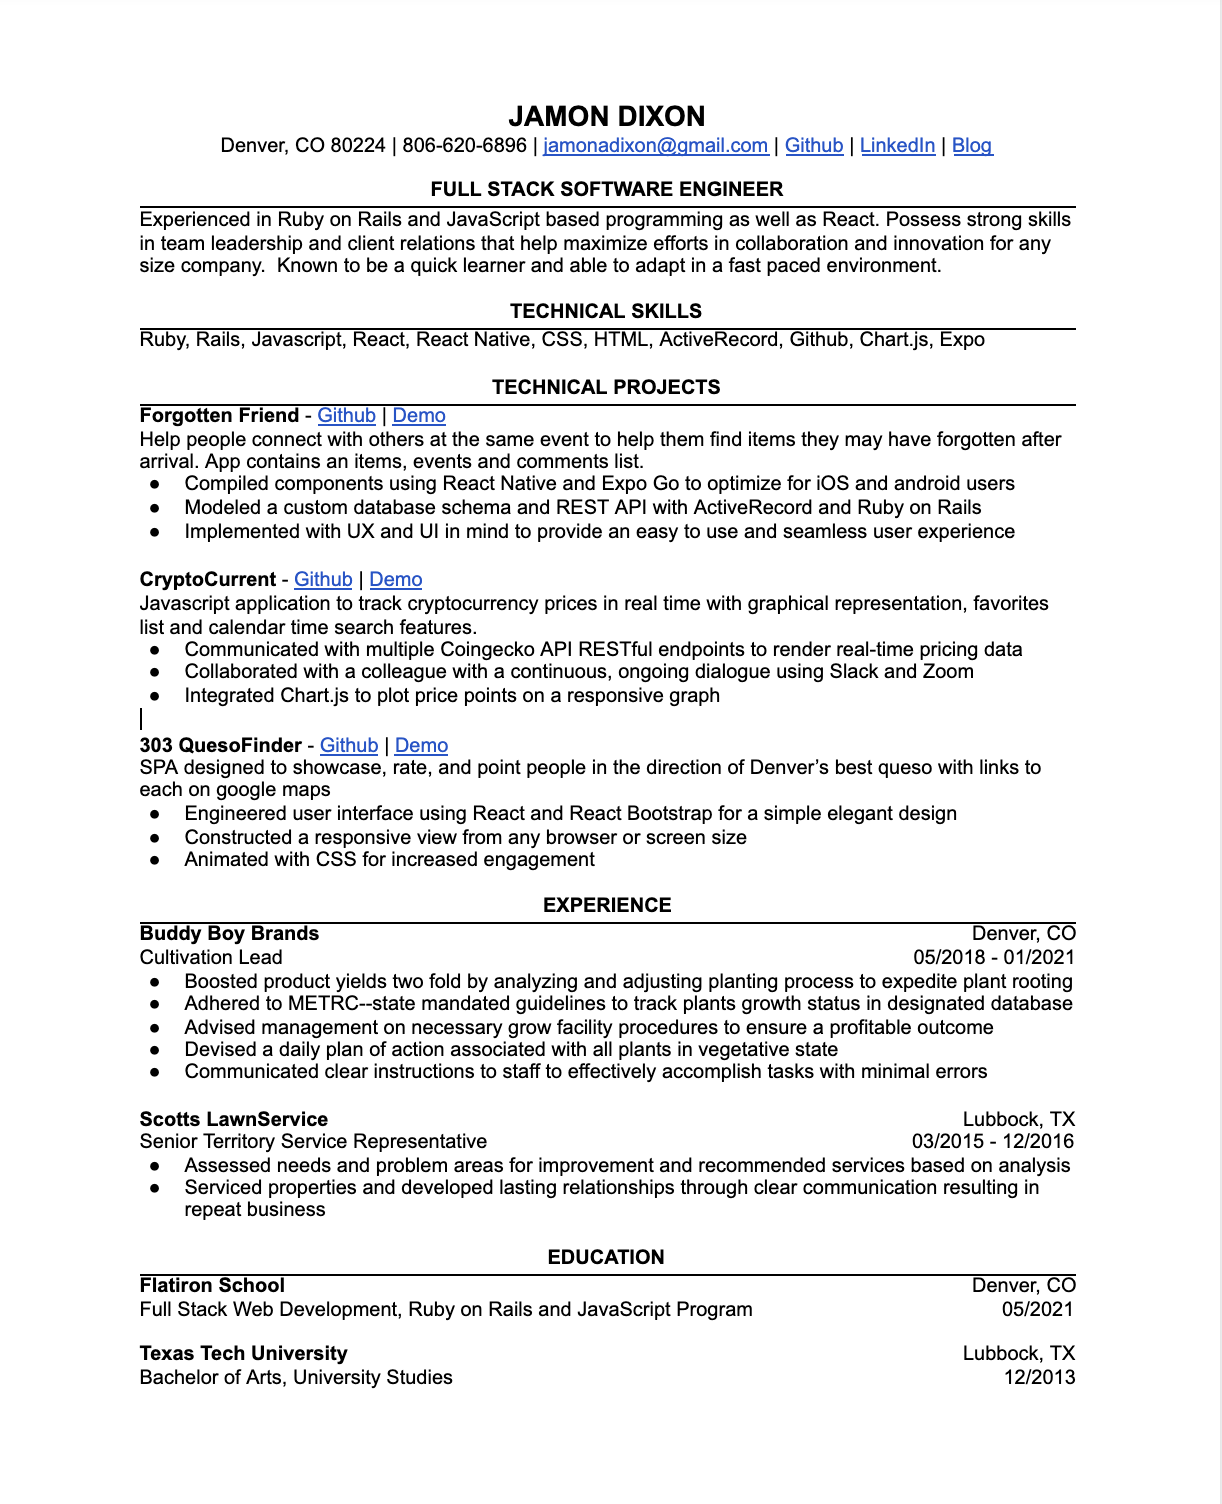 JAMON DIXON
Denver, CO 80224 | 806-620-6896 | jamonadixon@gmail.com | Github | LinkedIn | Blog
FULL STACK SOFTWARE ENGINEER
Experienced in Ruby on Rails and JavaScript based programming as well as React. Possess strong skills
in team leadership and client relations that help maximize efforts in collaboration and innovation for any
size company.  Known to be a quick learner and able to adapt in a fast paced environment.
TECHNICAL SKILLS
Ruby, Rails, Javascript, React, React Native, CSS, HTML, ActiveRecord, Github, Chart.js, Expo
TECHNICAL PROJECTS
Forgotten Friend - Github | Demo
Help people connect with others at the same event to help them find items they may have forgotten after
arrival. App contains an items, events and comments list.
● Compiled components using React Native and Expo Go to optimize for iOS and android users
● Modeled a custom database schema and REST API with ActiveRecord and Ruby on Rails
● Implemented with UX and UI in mind to provide an easy to use and seamless user experience
CryptoCurrent - Github | Demo
Javascript application to track cryptocurrency prices in real time with graphical representation, favorites
list and calendar time search features.
● Communicated with multiple Coingecko API RESTful endpoints to render real-time pricing data
● Collaborated with a colleague with a continuous, ongoing dialogue using Slack and Zoom
● Integrated Chart.js to plot price points on a responsive graph
303 QuesoFinder - Github | Demo
SPA designed to showcase, rate, and point people in the direction of Denver’s best queso with links to
each on google maps
● Engineered user interface using React and React Bootstrap for a simple elegant design
● Constructed a responsive view from any browser or screen size
● Animated with CSS for increased engagement
EXPERIENCE
Buddy Boy Brands Denver, CO
Cultivation Lead 05/2018 - 01/2021
● Boosted product yields two fold by analyzing and adjusting planting process to expedite plant rooting
● Adhered to METRC--state mandated guidelines to track plants growth status in designated database
● Advised management on necessary grow facility procedures to ensure a profitable outcome
● Devised a daily plan of action associated with all plants in vegetative state
● Communicated clear instructions to staff to effectively accomplish tasks with minimal errors
Scotts LawnService Lubbock, TX
Senior Territory Service Representative 03/2015 - 12/2016
● Assessed needs and problem areas for improvement and recommended services based on analysis
● Serviced properties and developed lasting relationships through clear communication resulting in
repeat business
EDUCATION
Flatiron School Denver, CO
Full Stack Web Development, Ruby on Rails and JavaScript Program 05/2021
Texas Tech University Lubbock, TX
Bachelor of Arts, University Studies 12/2013